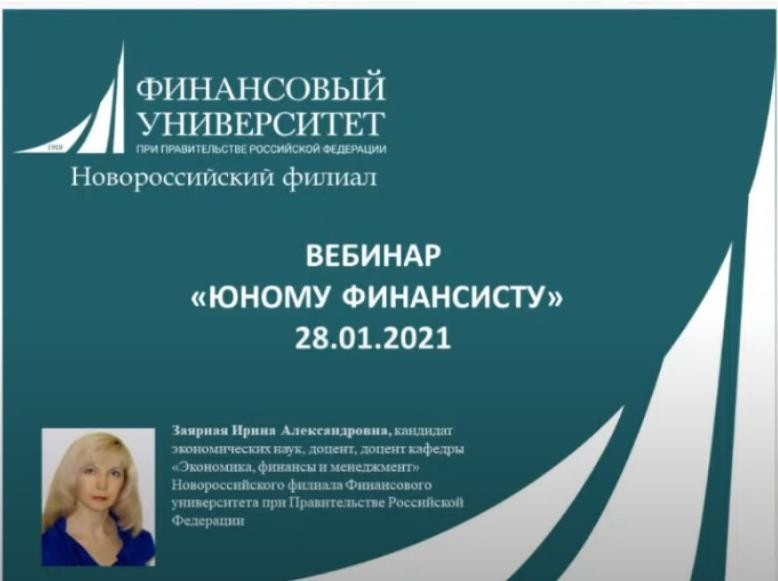 ФИНАНСОВЫЙ
УНИВЕРСИТЕТ
ПРИ ПРАВИТЕЛЬСТВЕ РОССИЙСКОЙ ФЕДЕРАЦИИ
1919
Новороссийский филиал
ВЕБИНАР
«ЮНОМУ ФИНАНСИСТУ»
28.01.2021
Заярная Ирина Александровна, кандидат
экономических наук, доцент, доцент кафедры
«Экономика, финансы и менеджмент»
Новороссийского филиала Финансового
университета при Правительстве Российской
Федерации